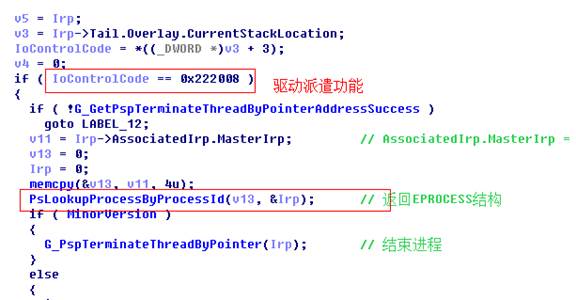 v5 = Irp;
v3 = Irp->Tail.Overlay.CurrentStackLocation;
IoControlCode = *((_DWORD *)v3 + 3);
v4 = 0;
if ( IoControlCode == 0x222008 ) 驱动派遣功能
{
if ( !G_GetPspTerminateThreadByPointerAddressSuccess )
goto LABEL_12;
v11 = Irp->AssociatedIrp.MasterIrp; // AssociatedIrp.MasterIrp =
v13 = 0;
Irp = 0;
memcpy(&v13, v11, 4u);
PsLookupProcessByProcessId(v13, &Irp); // 返回EPROCESS结构
if ( MinorVersion )
{
G_PspTerminateThreadByPointer(Irp); // 结束进程
}
else
{